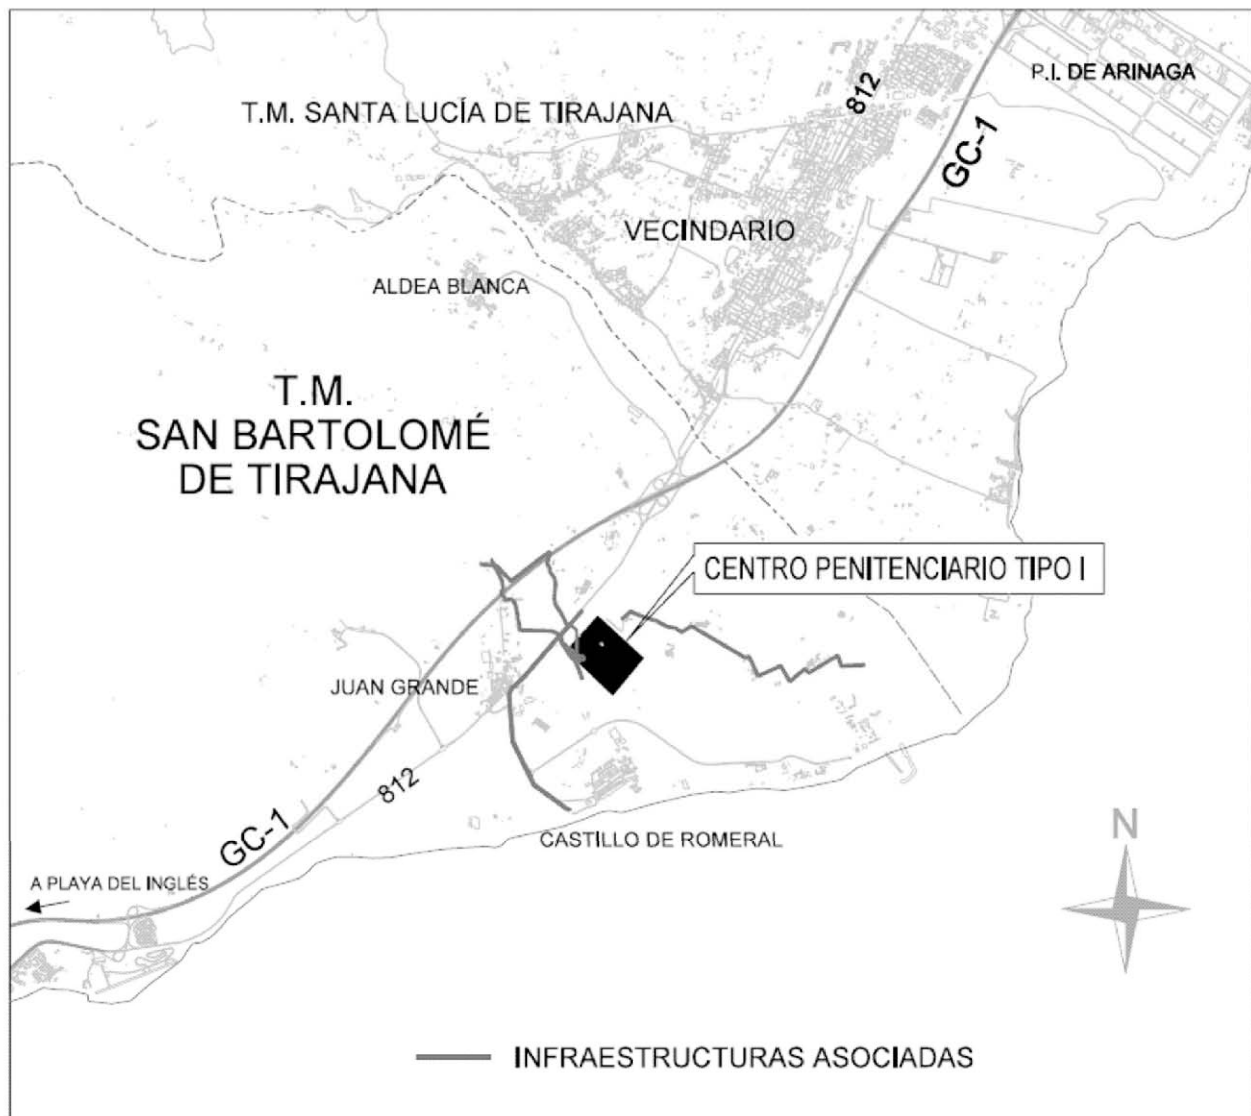 P.I. DE ARINAGA
812
T.M. SANTA LUCÍA DE TIRAJANA
GC-1
VECINDARIO
ALDEA BLANCA
T.M.
SAN BARTOLOMÉ
DE TIRAJANA
CENTRO PENITENCIARIO TIPO I
JUAN GRANDE
812
GC-1
CASTILLO DE ROMERAL
N
A PLAYA DEL INGLÉS
INFRAESTRUCTURAS ASOCIADAS